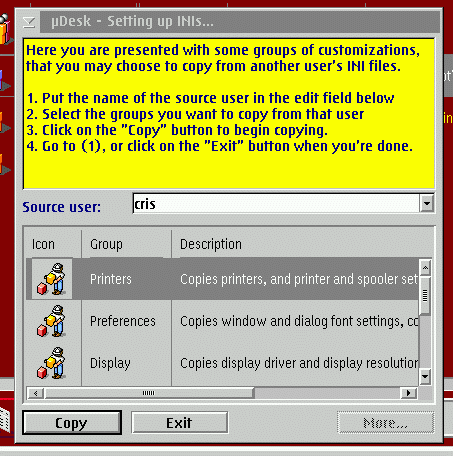 µDesk - Setting up INIs...
Here you are presented with some groups of customizations,
that you may choose to copy from another user's INI files.
1. Put the name of the source user in the edit field below
2. Select the groups you want to copy from that user
3. Click on the "Copy" button to begin copying.
4. Go to (1), or click on the "Exit" button when you're done.
Source user: cris
Icon Group Description
Printers Copies printers, and printer and spooler set
Preferences Copies window and dialog font settings, co
Display Copies display driver and display resolution
Copy Exit More...